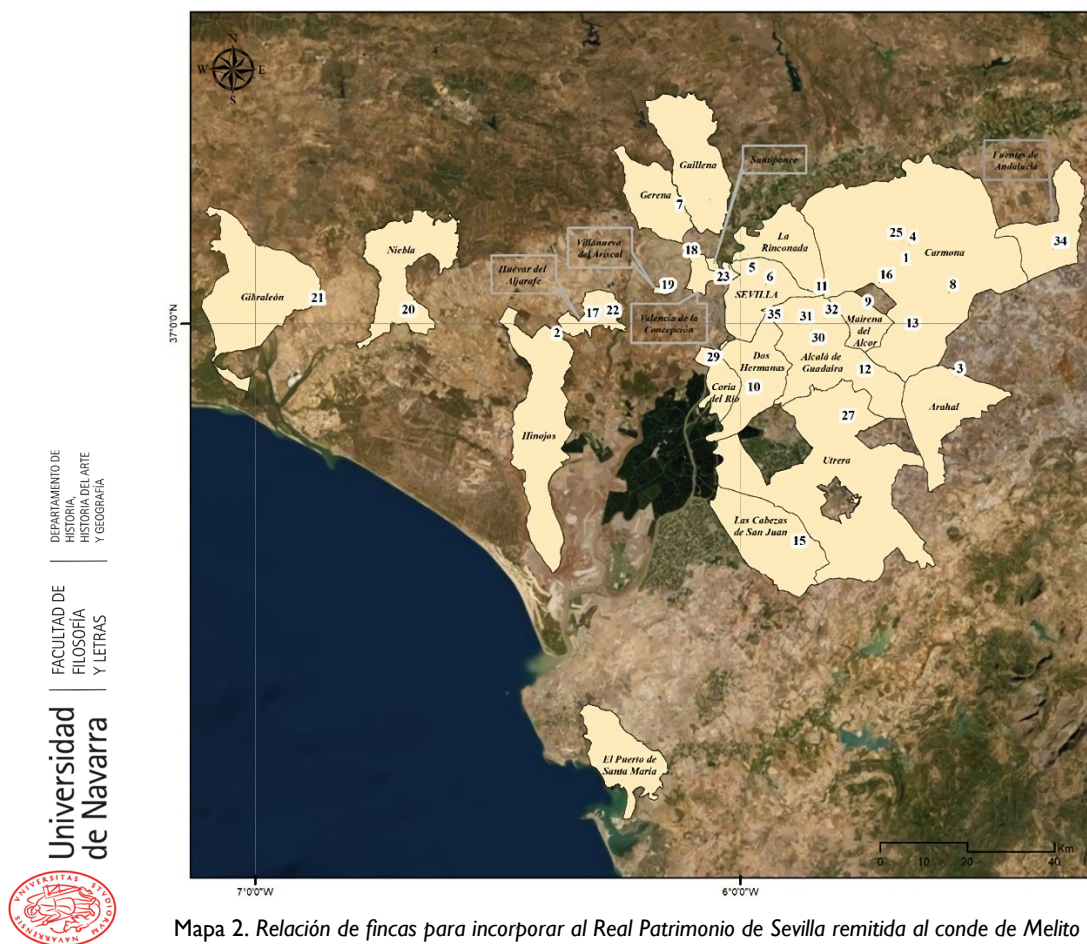 DEPARTAMENTO DE
HISTORIA,
HISTORIA DEL ARTE
Y GEOGRAFÍA
FACULTAD DE
FILOSOFÍA
Y LETRAS
Universidad
de Navarra
VNIVERSITAS STVDIORVM
NAVARRENSIS
N
W E
S
Guillena
Santiponce
Fuentes de
Andalucía
Gerena
7
La
Rinconada
34
Niebla
Villanueva
del Ariscal
18
25
4
Carmona
1
Huévar del
Aljarafe
5
6
23
16
Gibraleón
21
19
SEVILLA
11
8
20
17
22
Valencia de la
Concepción
35
31
32
9
Mairena
del
Alcor
13
37°0'0"N
2
30
29
Dos
Hermanas
Alcalá de
Guadaira
12
3
Coria
del Río
10
Arahal
27
Hinojos
Utrera
Las Cabezas
de San Juan
15
El Puerto de
Santa María
Km
0 10 20 40
7°0'0"W
6°0'0"W
Mapa 2. Relación de fincas para incorporar al Real Patrimonio de Sevilla remitida al conde de Melito